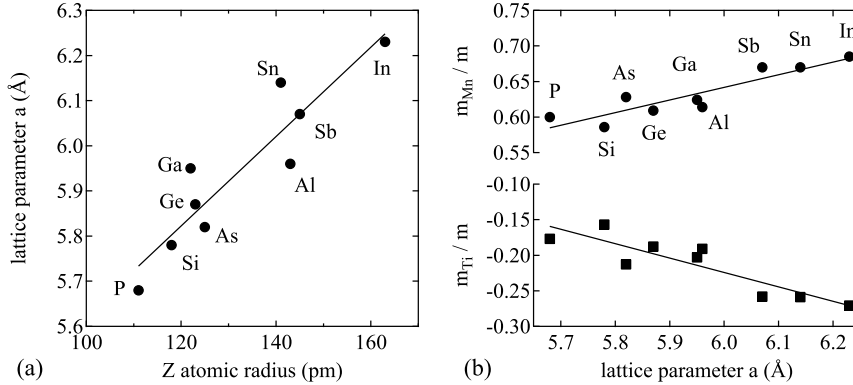 6.3
6.2
6.1
6.0
5.9
5.8
5.7
5.6
lattice parameter a (Å)
Sn
In
Sb
Ga
Al
Ge
As
Si
P
100
120
140
160
(a)
Z atomic radius (pm)
0.75
0.70
0.65
0.60
0.55
0.50
m_Mn / m
In
Sn
Sb
Ga
As
P
Al
Ge
Si
-0.10
-0.15
-0.20
-0.25
-0.30
m_Ti / m
5.7
5.8
5.9
6.0
6.1
6.2
(b)
lattice parameter a (Å)